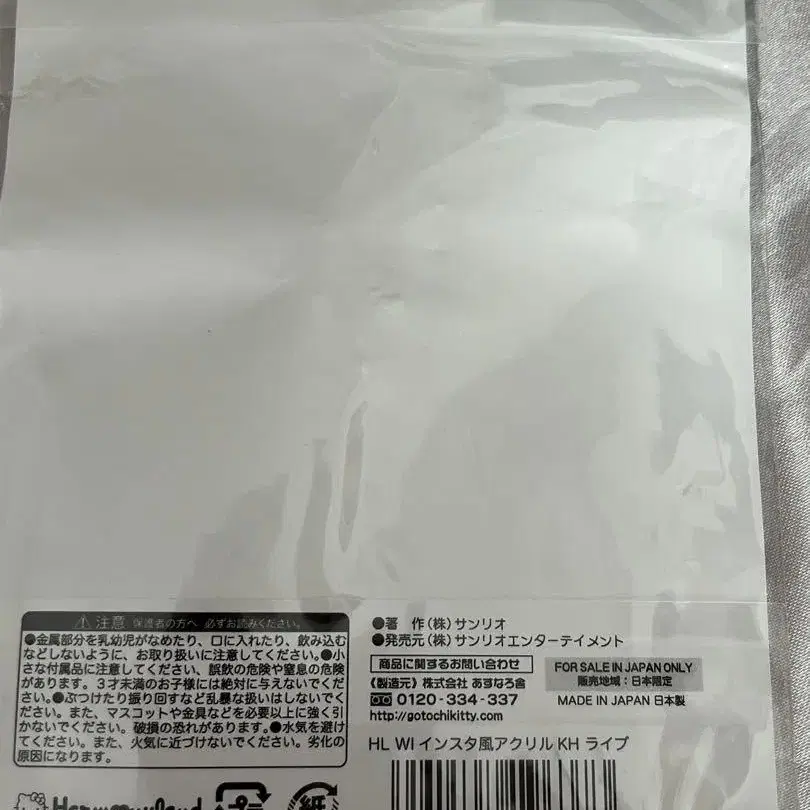 ⚠ 注意 保護者の方へ 必ずお読みください。
●金属部分を乳幼児がなめたり、口に入れたり、飲み込む
などしないように、お取り扱いに注意してください。●小
さな付属品に注意してください、誤飲の危険や窒息の危険
があります。３才未満のお子様には絶対に与えないでくだ
さい。●ぶつけたり振り回すなど乱暴な扱いはしないでく
ださい。また、マスコットや金具などを必要以上に強く引
かないでください。破損の恐れがあります。●水気を避け
てください。また、火気に近づけないでください。劣化の
原因になります。
Harmonyland
プラ
紙
●著 作(株)サンリオ
●発売元(株)サンリオエンターテイメント
商品に関するお問い合わせ
《製造元》株式会社 あすなろ舎
0120-334-337
http://gotochikitty.com
FOR SALE IN JAPAN ONLY
販売地域：日本限定
MADE IN JAPAN 日本製
HL WI インスタ風アクリル KH ライブ